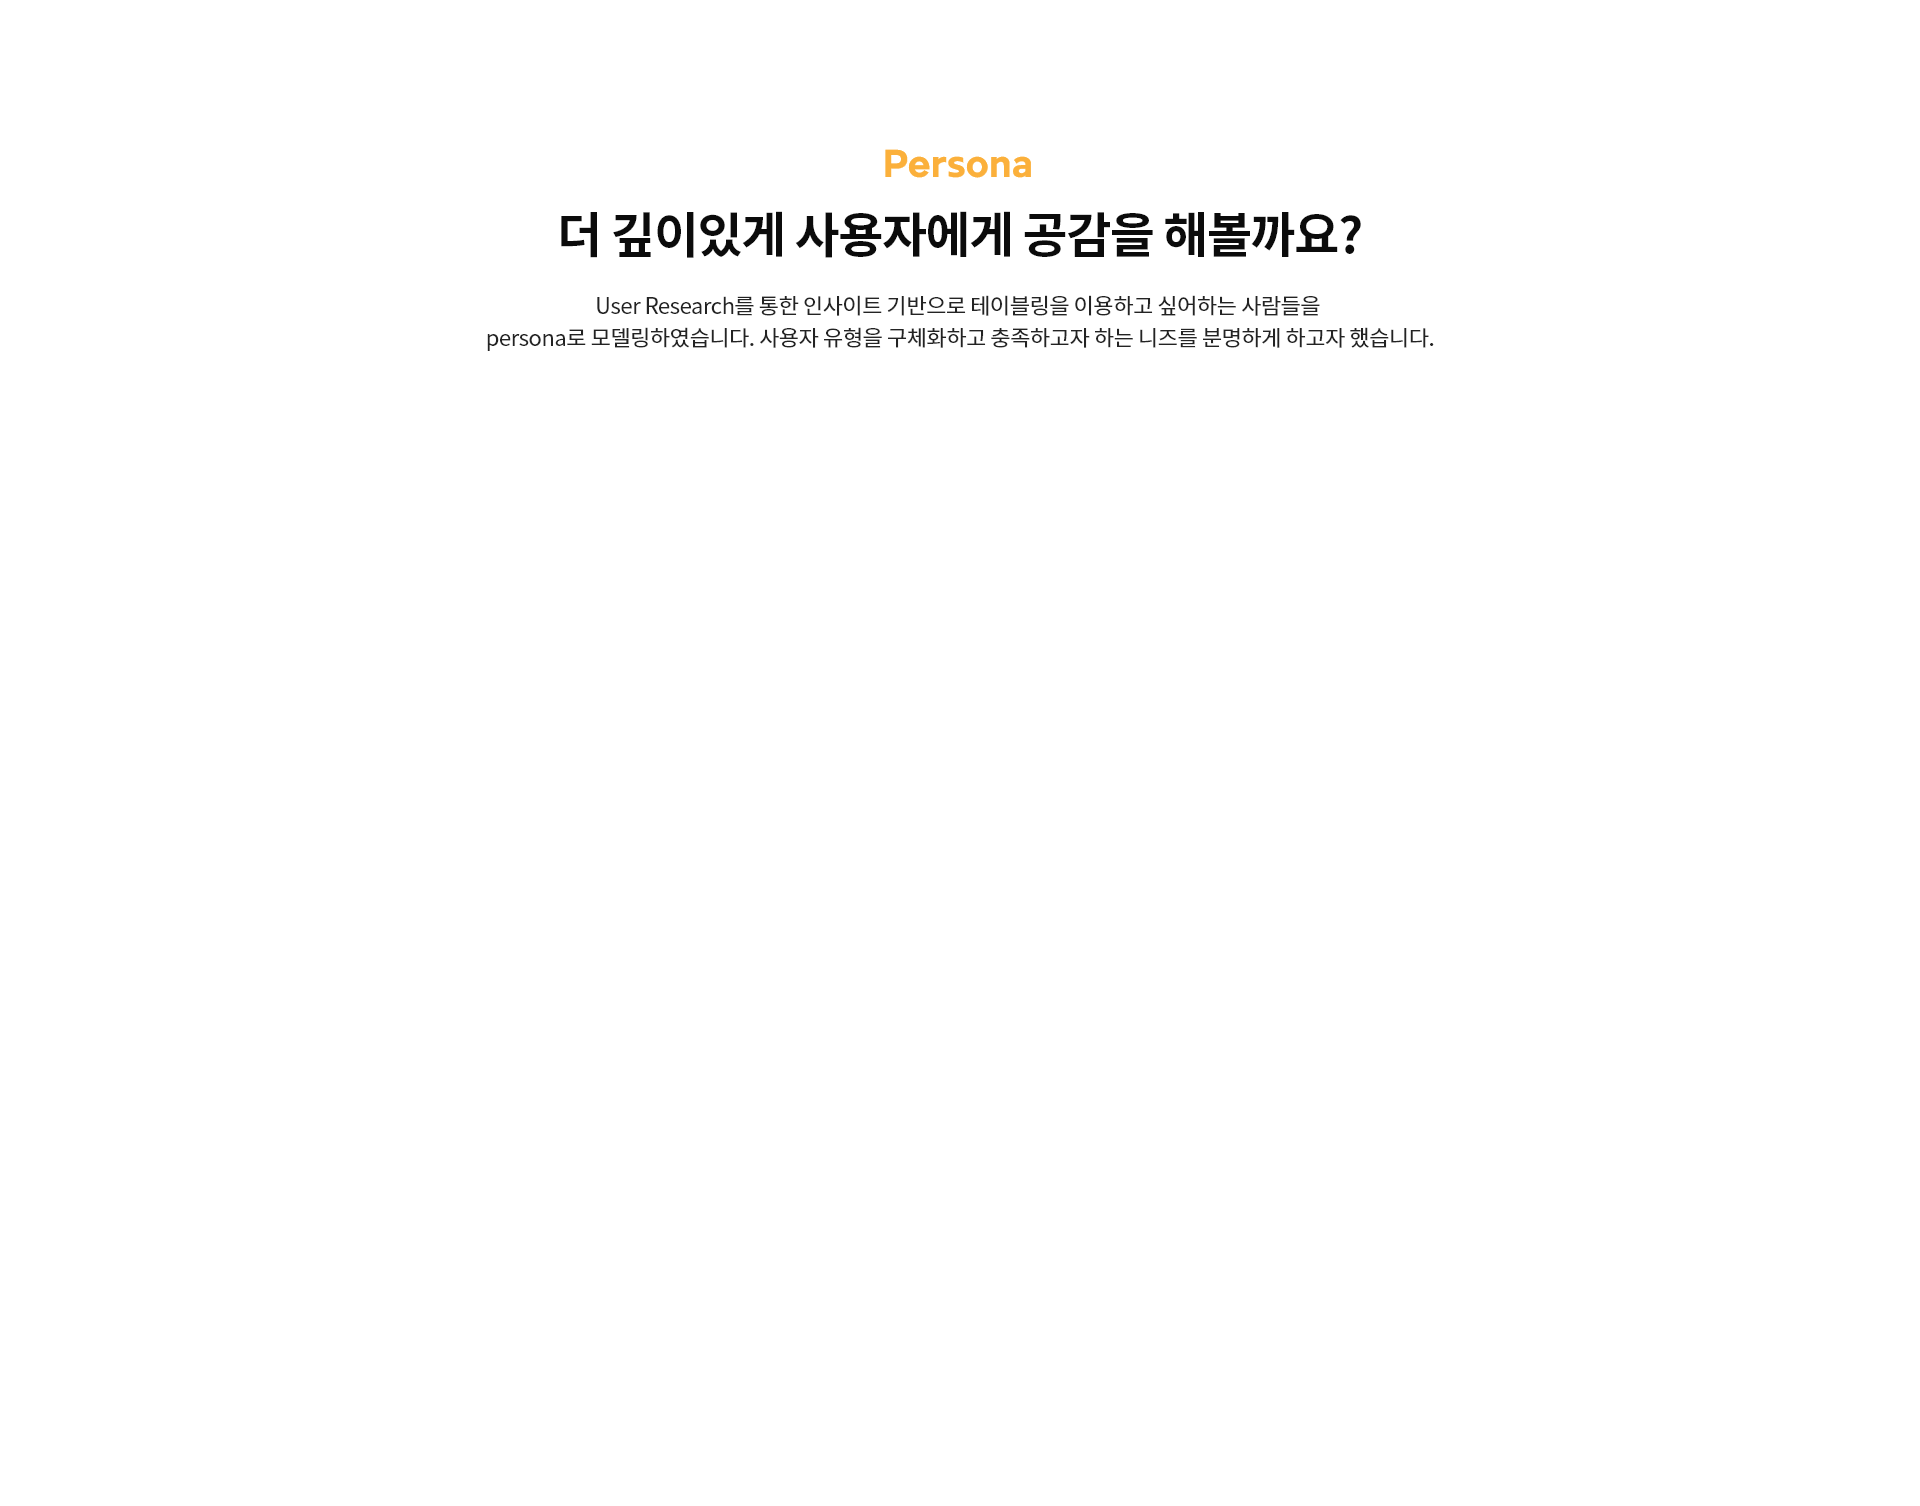 Persona
더 깊이있게 사용자에게 공감을 해볼까요?
User Research를 통한 인사이트 기반으로 테이블링을 이용하고 싶어하는 사람들을
persona로 모델링하였습니다. 사용자 유형을 구체화하고 충족하고자 하는 니즈를 분명하게 하고자 했습니다.